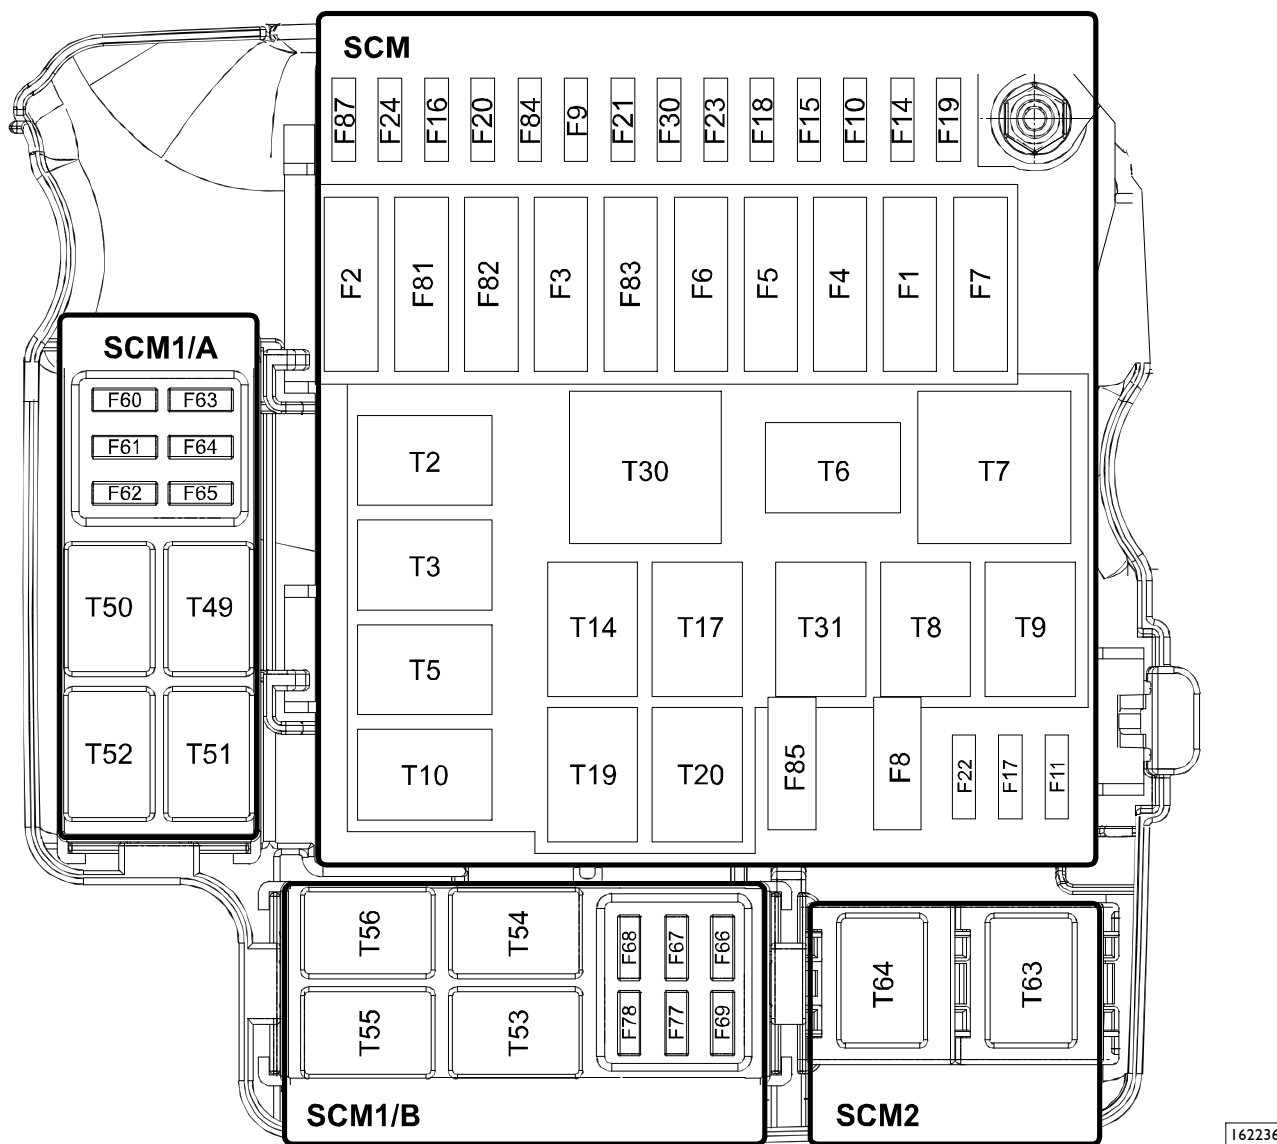 SCM
F87 F24 F16 F20 F84 F9 F21 F30 F23 F18 F15 F10 F14 F19
F2 F81 F82 F3 F83 F6 F5 F4 F1 F7
SCM1/A
F60 F63
F61 F64
F62 F65
T50 T49
T52 T51
T2 T30 T6 T7
T3
T14 T17 T31 T8 T9
T5
T10 T19 T20 F85 F8 F22 F17 F11
T56 T54 F68 F67 F66
T55 T53 F78 F77 F69
SCM1/B
T64 T63
SCM2
162236